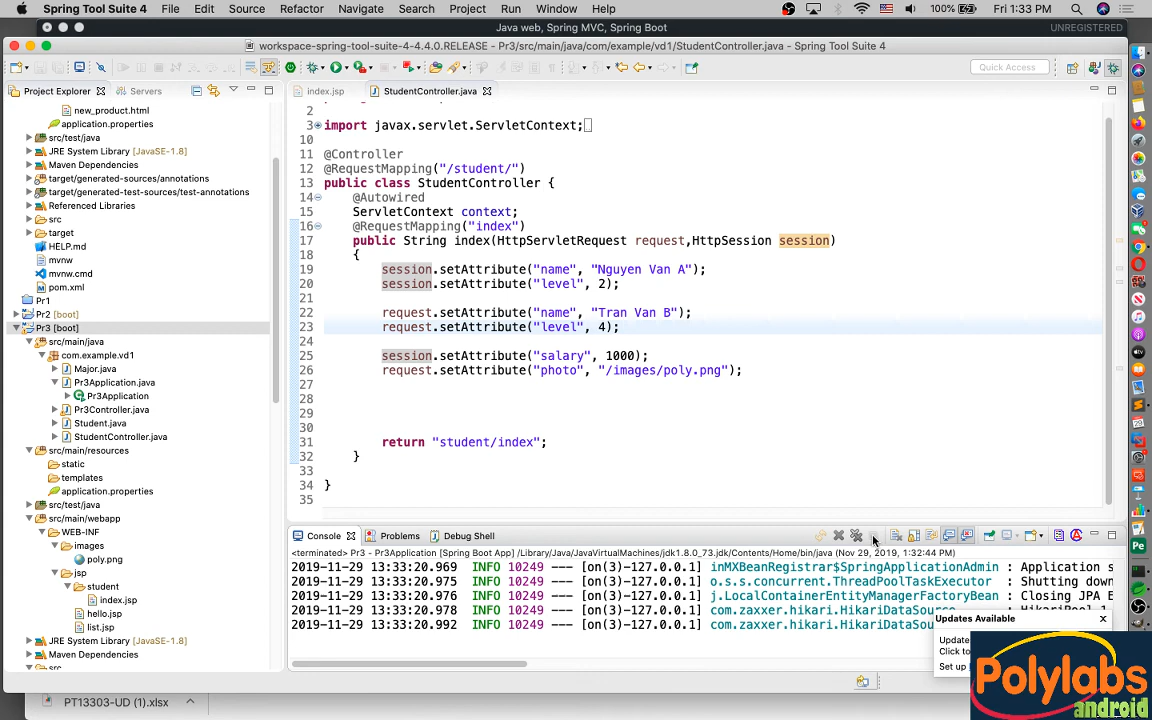 Spring Tool Suite 4 File Edit Source Refactor Navigate Search Project Run Window Help 100% Fri 1:33 PM
Java web, Spring MVC, Spring Boot UNREGISTERED
workspace-spring-tool-suite-4-4.4.0.RELEASE - Pr3/src/main/java/com/example/vd1/StudentController.java - Spring Tool Suite 4
Quick Access
Project Explorer Servers
new_product.html
application.properties
src/test/java
JRE System Library [JavaSE-1.8]
Maven Dependencies
target/generated-sources/annotations
target/generated-test-sources/test-annotations
Referenced Libraries
src
target
HELP.md
mvnw
mvnw.cmd
pom.xml
Pr1
Pr2 [boot]
Pr3 [boot]
src/main/java
com.example.vd1
Major.java
Pr3Application.java
Pr3Application
Pr3Controller.java
Student.java
StudentController.java
src/main/resources
static
templates
application.properties
src/test/java
src/main/webapp
WEB-INF
images
poly.png
jsp
student
index.jsp
hello.jsp
list.jsp
JRE System Library [JavaSE-1.8]
Maven Dependencies
src
index.jsp StudentController.java
2
3 import javax.servlet.ServletContext;
10
11 @Controller
12 @RequestMapping("/student/")
13 public class StudentController {
14 @Autowired
15 ServletContext context;
16 @RequestMapping("index")
17 public String index(HttpServletRequest request,HttpSession session)
18 {
19 session.setAttribute("name", "Nguyen Van A");
20 session.setAttribute("level", 2);
21
22 request.setAttribute("name", "Tran Van B");
23 request.setAttribute("level", 4);
24
25 session.setAttribute("salary", 1000);
26 request.setAttribute("photo", "/images/poly.png");
27
28
29
30
31 return "student/index";
32 }
33
34 }
35
Console Problems Debug Shell
<terminated> Pr3 - Pr3Application [Spring Boot App] /Library/Java/JavaVirtualMachines/jdk1.8.0_73.jdk/Contents/Home/bin/java (Nov 29, 2019, 1:32:44 PM)
2019-11-29 13:33:20.969 INFO 10249 --- [on(3)-127.0.0.1] inMXBeanRegistrar$SpringApplicationAdmin : Application s
2019-11-29 13:33:20.975 INFO 10249 --- [on(3)-127.0.0.1] o.s.s.concurrent.ThreadPoolTaskExecutor : Shutting down
2019-11-29 13:33:20.976 INFO 10249 --- [on(3)-127.0.0.1] j.LocalContainerEntityManagerFactoryBean : Closing JPA E
2019-11-29 13:33:20.978 INFO 10249 --- [on(3)-127.0.0.1] com.zaxxer.hikari.HikariDataSource : HikariPool-1
2019-11-29 13:33:20.992 INFO 10249 --- [on(3)-127.0.0.1] com.zaxxer.hikari.HikariDataSou
Updates Available
Update
Click to
Set up
Polylabs
android
PT13303-UD (1).xlsx